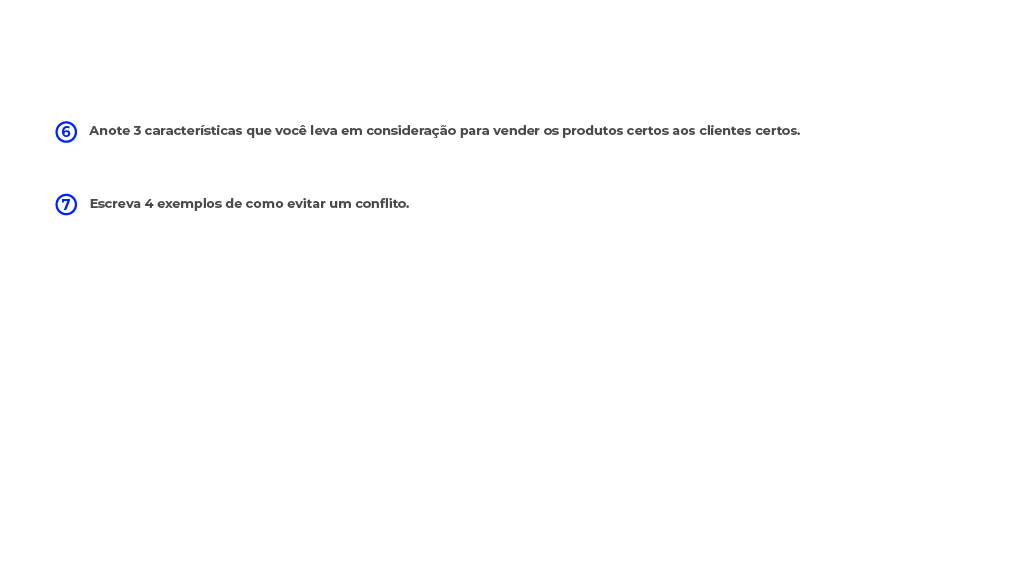 6 Anote 3 características que você leva em consideração para vender os produtos certos aos clientes certos.
7 Escreva 4 exemplos de como evitar um conflito.